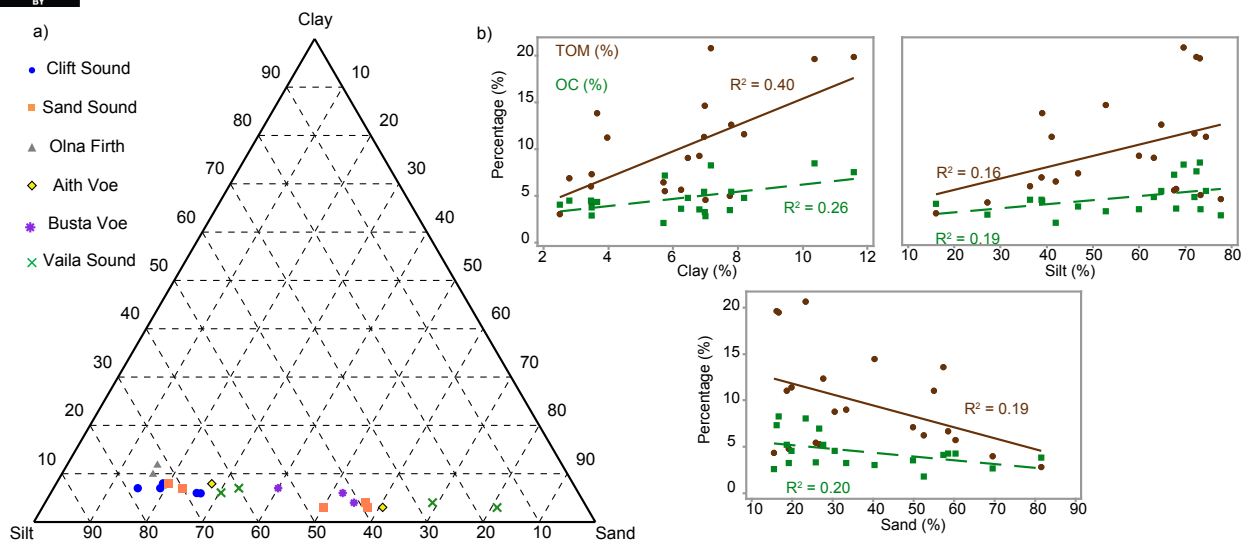 BY
a)
Clay
Clift Sound
Sand Sound
Olna Firth
Aith Voe
Busta Voe
Vaila Sound
90 10
80 20
70 30
60 40
50 50
40 60
30 70
20 80
10 90
Silt 90 80 70 60 50 40 30 20 10 Sand
b)
TOM (%)
OC (%)
R² = 0.40
R² = 0.26
Percentage (%)
20
15
10
5
0
2 4 6 8 10 12
Clay (%)
R² = 0.16
R² = 0.19
10 20 30 40 50 60 70 80
Silt (%)
Percentage (%)
20
15
10
5
0
R² = 0.19
R² = 0.20
10 20 30 40 50 60 70 80 90
Sand (%)